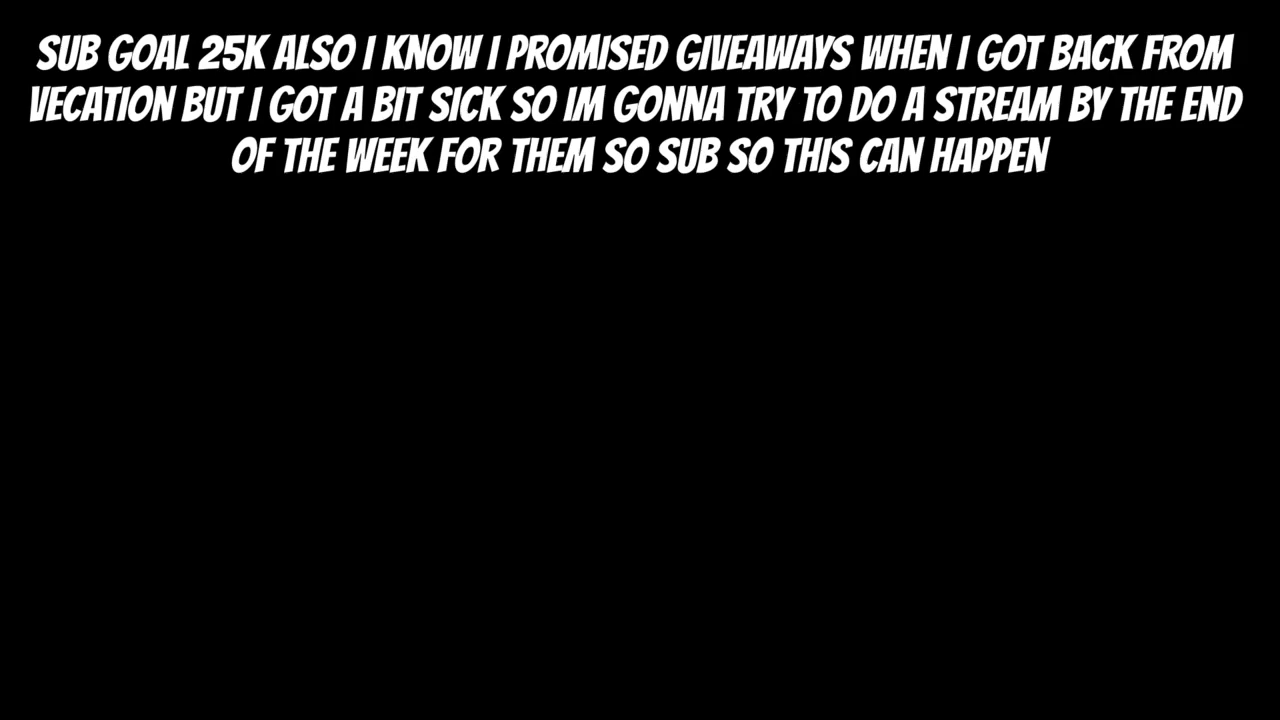 SUB GOAL 25K ALSO I KNOW I PROMISED GIVEAWAYS WHEN I GOT BACK FROM
VECATION BUT I GOT A BIT SICK SO IM GONNA TRY TO DO A STREAM BY THE END
OF THE WEEK FOR THEM SO SUB SO THIS CAN HAPPEN